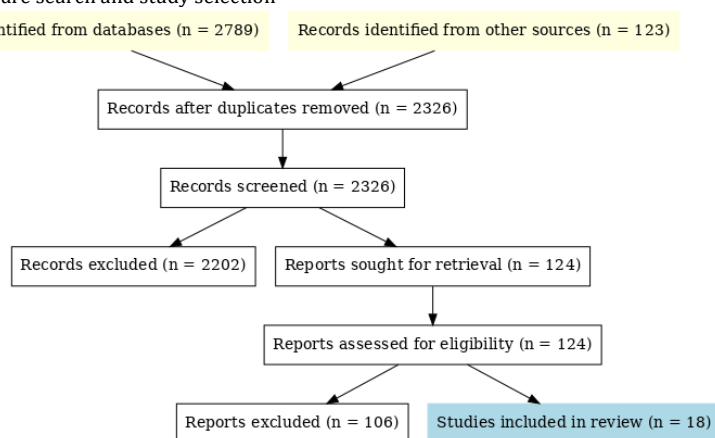 search and study selection
from databases (n = 2789)
Records identified from other sources (n = 123)
Records after duplicates removed (n = 2326)
Records screened (n = 2326)
Records excluded (n = 2202)
Reports sought for retrieval (n = 124)
Reports assessed for eligibility (n = 124)
Reports excluded (n = 106)
Studies included in review (n = 18)